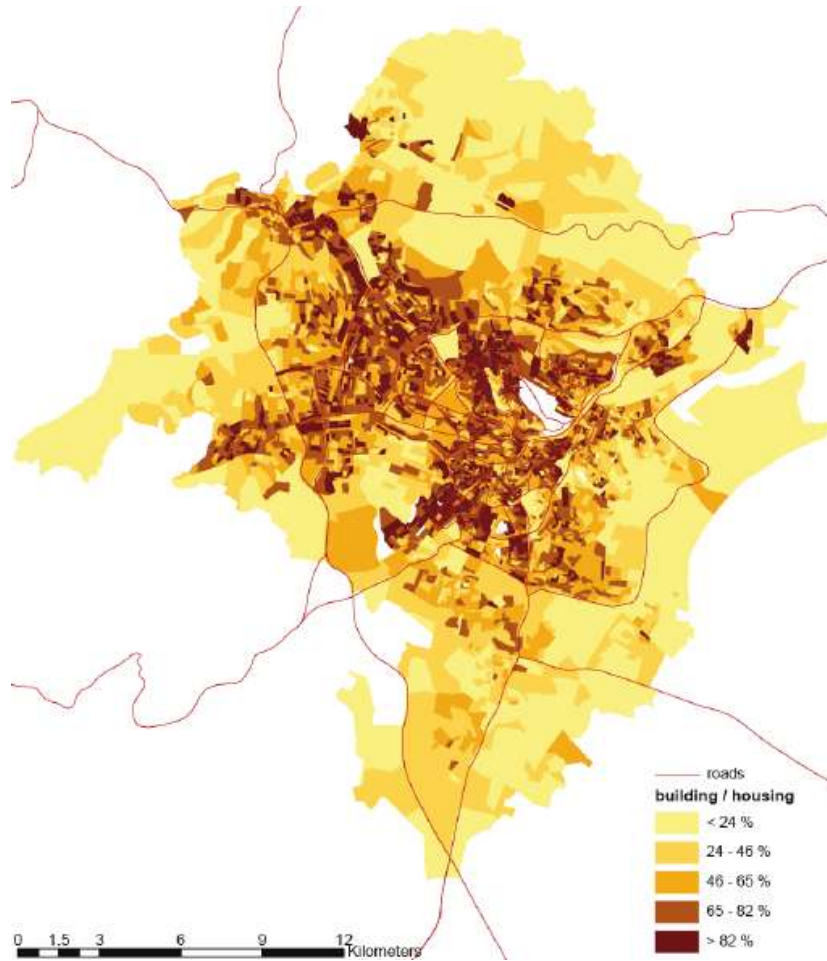 roads
building / housing
< 24 %
24 - 46 %
46 - 65 %
65 - 82 %
> 82 %
0 1.5 3 6 9 12
Kilometers